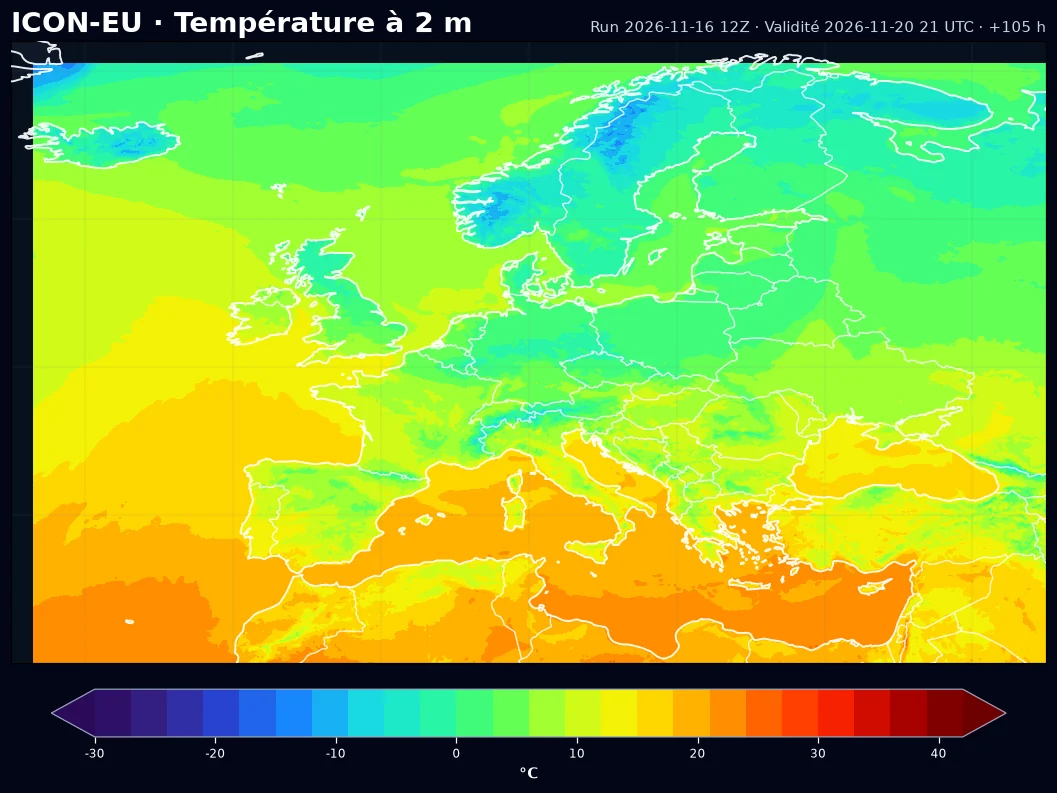 ICON-EU · Température à 2 m
Run 2026-11-16 12Z · Validité 2026-11-20 21 UTC · +105 h
-30 -20 -10 0 10 20 30 40
°C